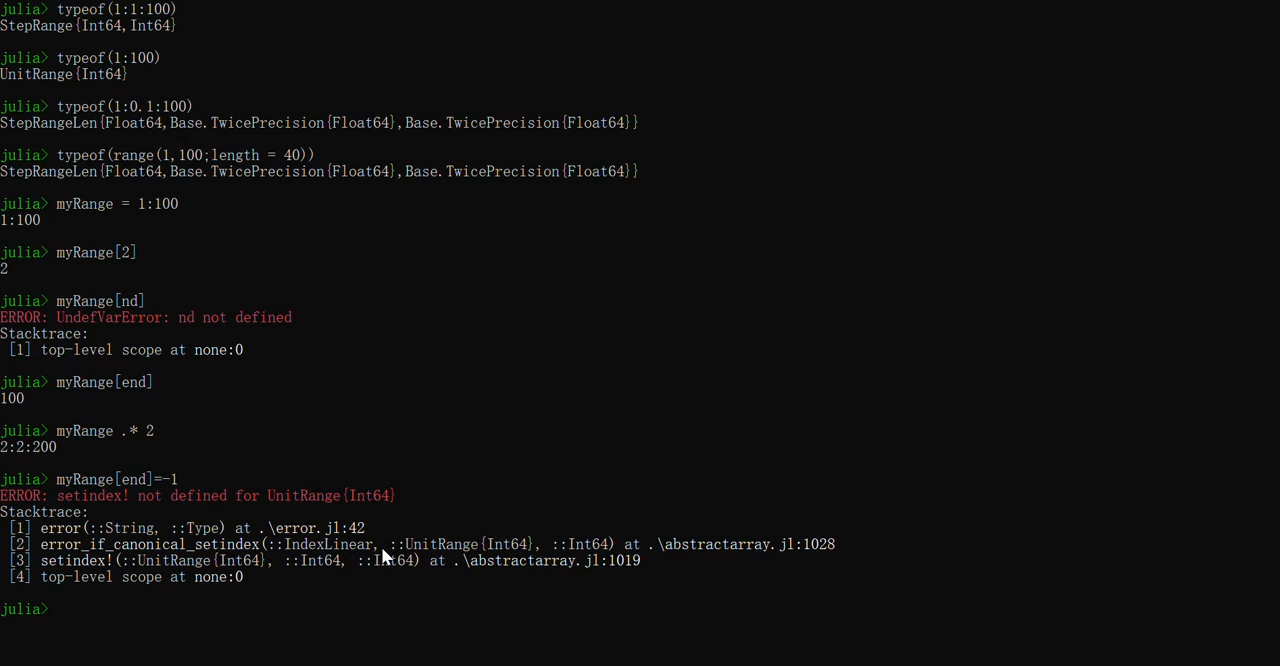 julia> typeof(1:1:100)
StepRange{Int64,Int64}
julia> typeof(1:100)
UnitRange{Int64}
julia> typeof(1:0.1:100)
StepRangeLen{Float64,Base.TwicePrecision{Float64},Base.TwicePrecision{Float64}}
julia> typeof(range(1,100;length = 40))
StepRangeLen{Float64,Base.TwicePrecision{Float64},Base.TwicePrecision{Float64}}
julia> myRange = 1:100
1:100
julia> myRange[2]
2
julia> myRange[nd]
ERROR: UndefVarError: nd not defined
Stacktrace:
[1] top-level scope at none:0
julia> myRange[end]
100
julia> myRange .* 2
2:2:200
julia> myRange[end]=-1
ERROR: setindex! not defined for UnitRange{Int64}
Stacktrace:
[1] error(::String, ::Type) at .\error.jl:42
[2] error_if_canonical_setindex(::IndexLinear, ::UnitRange{Int64}, ::Int64) at .\abstractarray.jl:1028
[3] setindex!(::UnitRange{Int64}, ::Int64, ::Int64) at .\abstractarray.jl:1019
[4] top-level scope at none:0
julia>